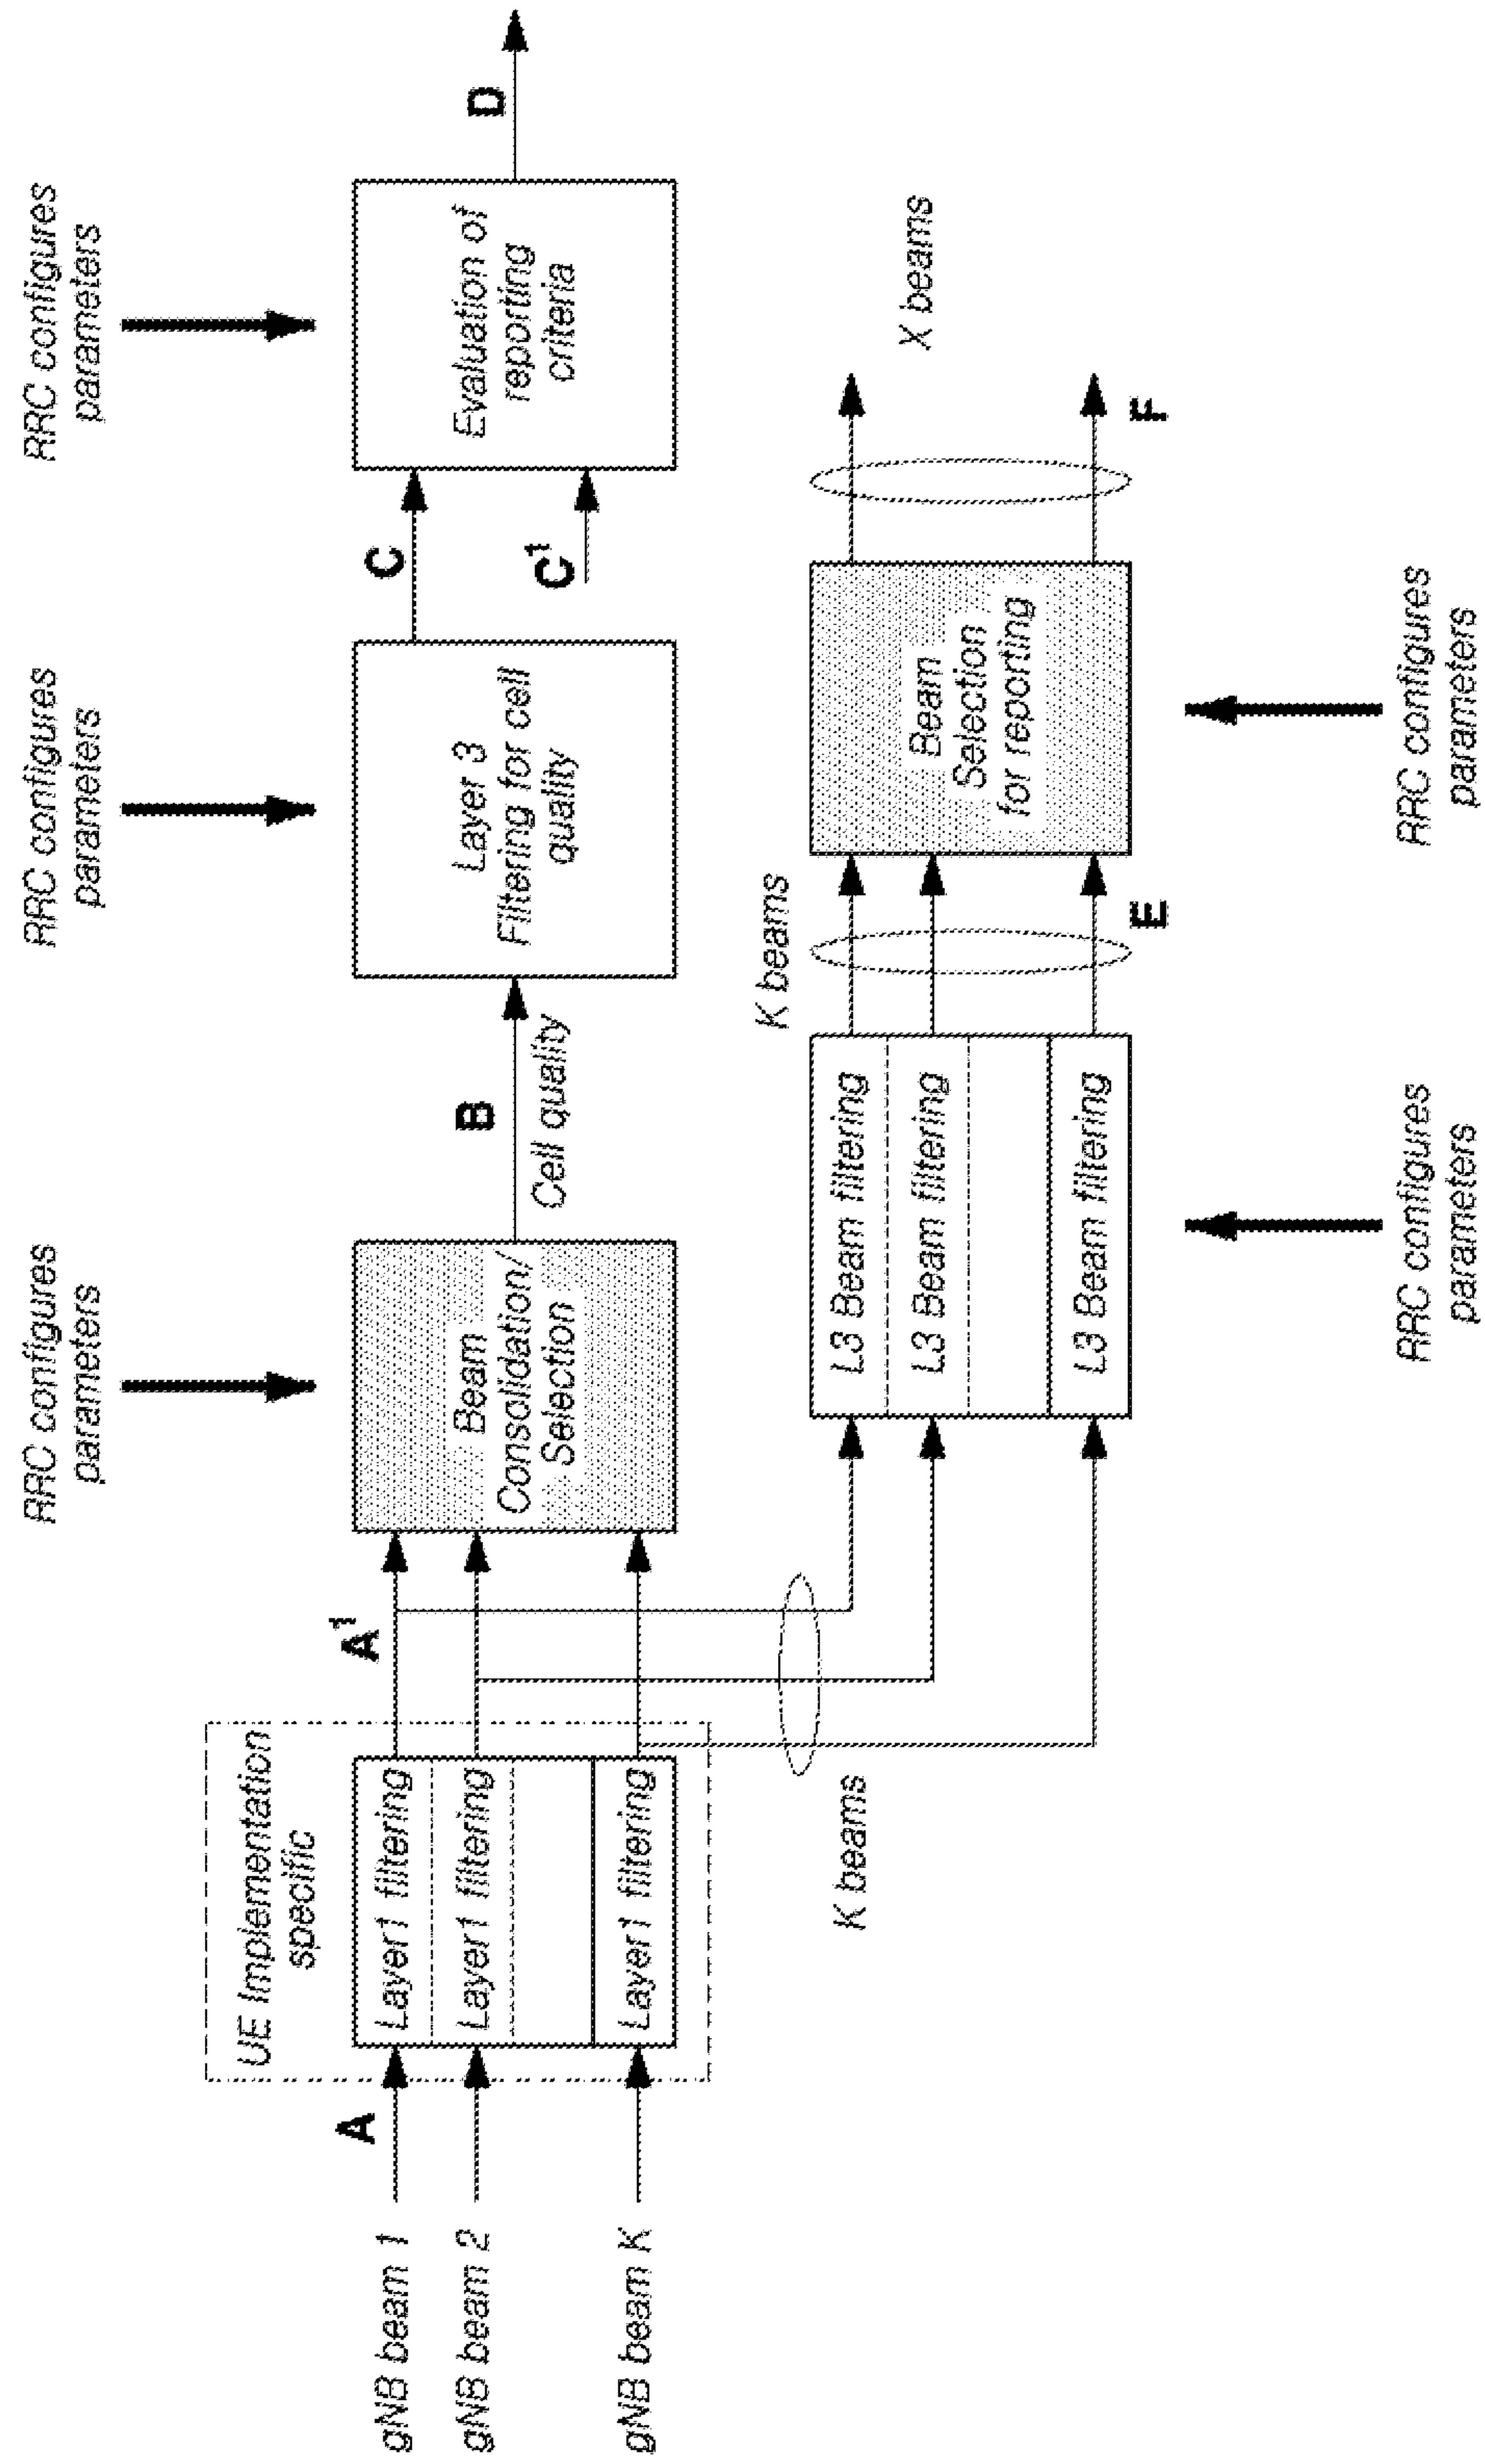 RRC configures
parameters
RRC configures
parameters
RRC configures
parameters
UE Implementation
specific
A
A1
B
C
C1
D
gNB beam 1
gNB beam 2
gNB beam K
Layer1 filtering
Layer1 filtering
Layer1 filtering
Beam
Consolidation/
Selection
Cell quality
Layer 3
Filtering for cell
quality
Evaluation of
reporting
criteria
K beams
K beams
X beams
L3 Beam filtering
L3 Beam filtering
L3 Beam filtering
Beam
Selection
for reporting
E
F
RRC configures
parameters
RRC configures
parameters